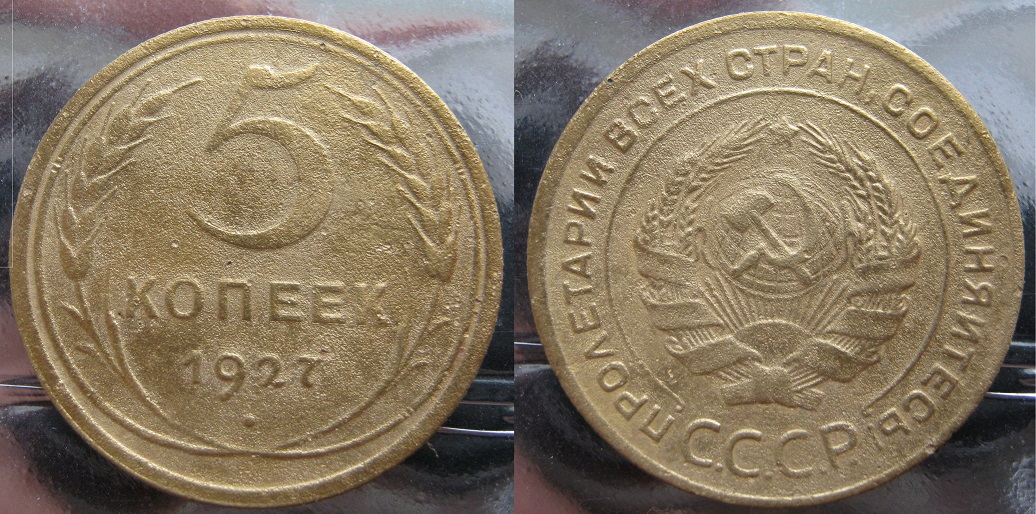 5
КОПЕЕК
1927
ПРОЛЕТАРИИ ВСЕХ СТРАН, СОЕДИНЯЙТЕСЬ
С.С.С.Р.